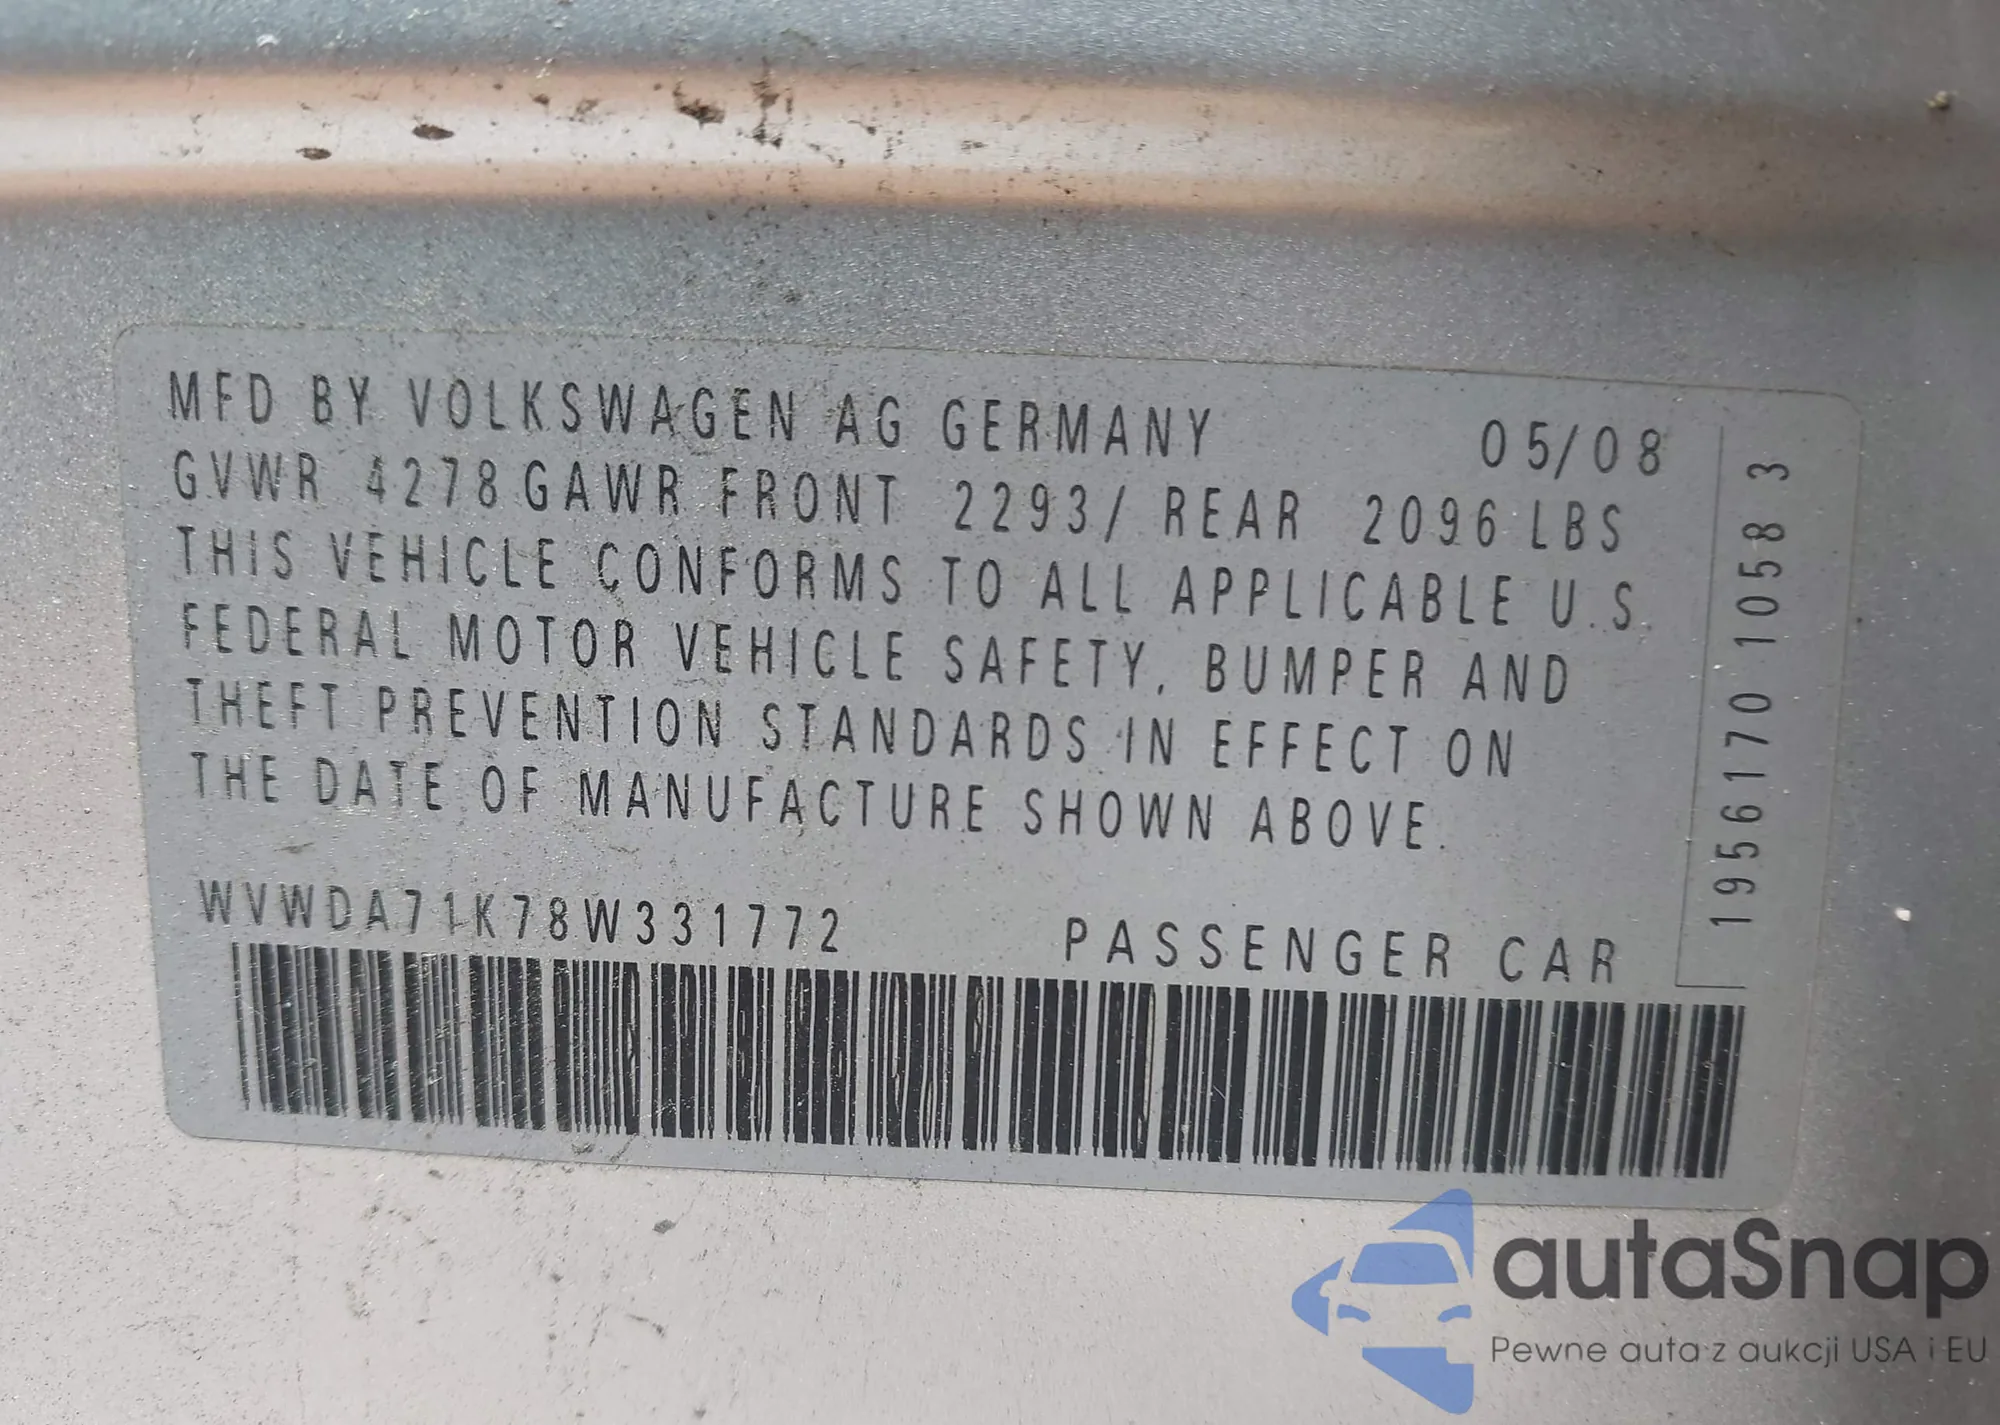 MFD BY VOLKSWAGEN AG GERMANY 05/08
GVWR 4278 GAWR FRONT 2293/ REAR 2096 LBS
THIS VEHICLE CONFORMS TO ALL APPLICABLE U.S.
FEDERAL MOTOR VEHICLE SAFETY, BUMPER AND
THEFT PREVENTION STANDARDS IN EFFECT ON
THE DATE OF MANUFACTURE SHOWN ABOVE.
WVWDA71K78W331772 PASSENGER CAR
1956170 1058 3
autaSnap
Pewne auta z aukcji USA i EU